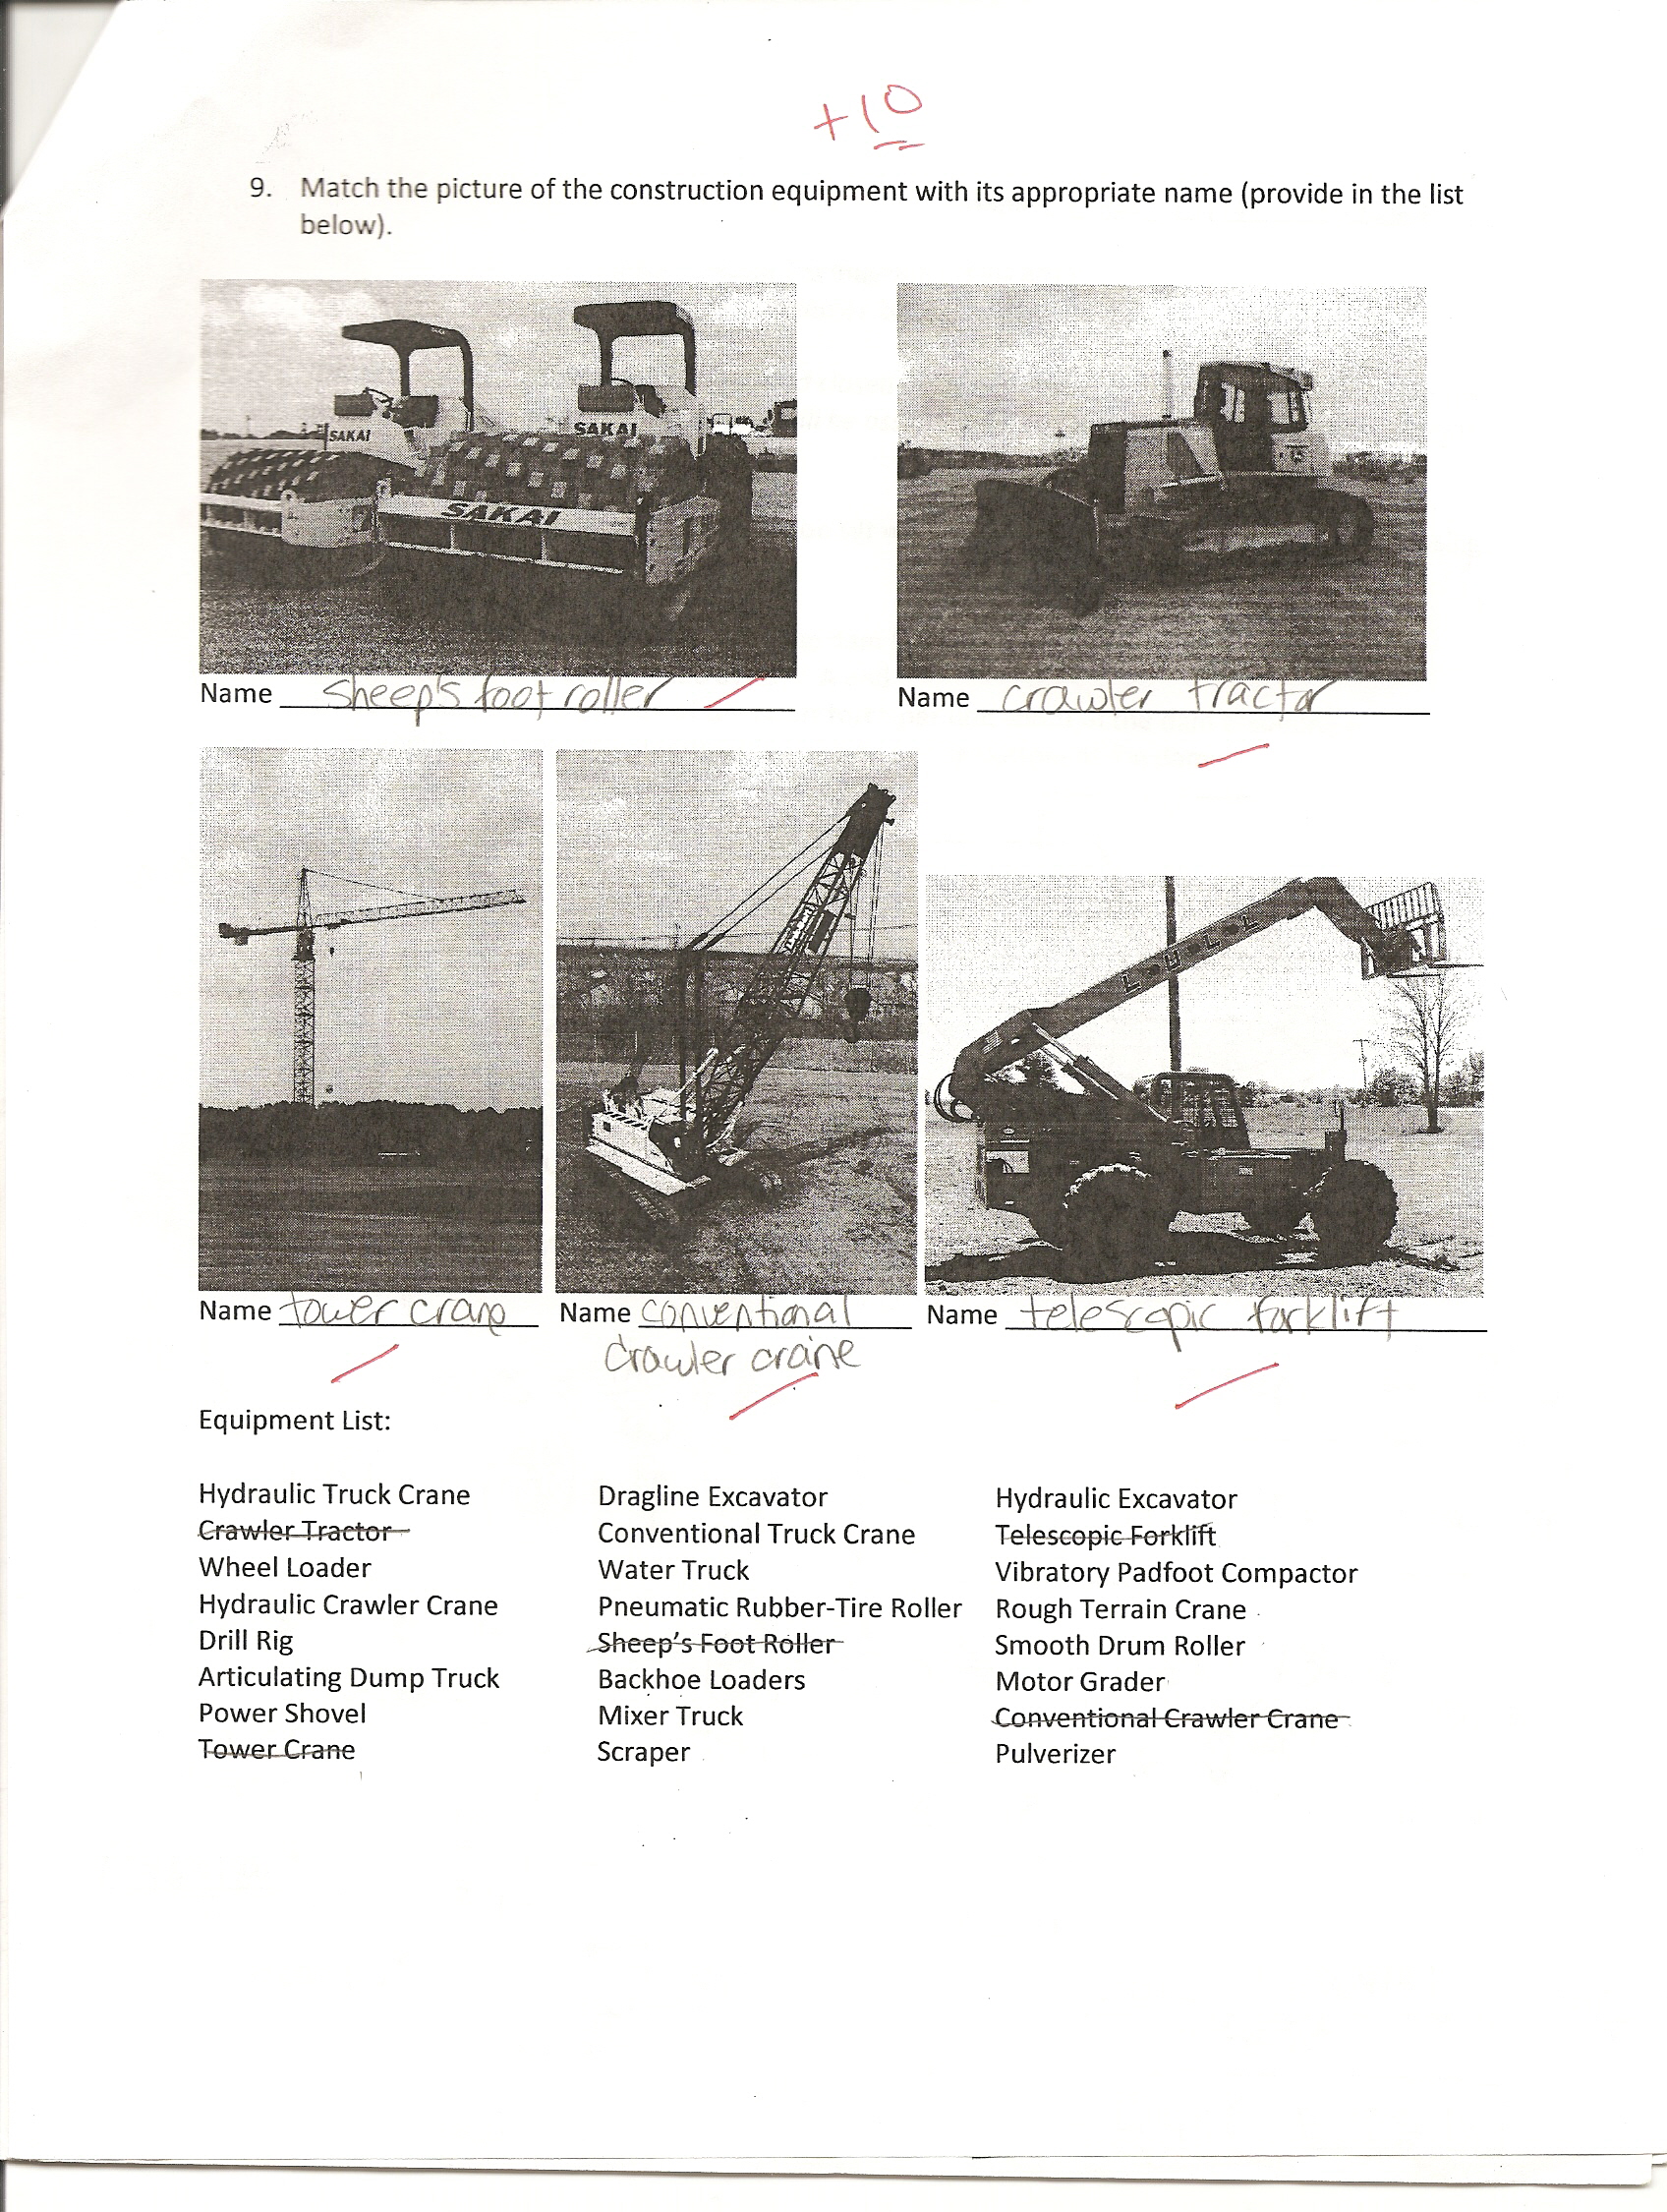 +10
9. Match the picture of the construction equipment with its appropriate name (provide in the list
below).
SAKAI
SAKAI
SAKAI
Name sheep's foot roller
Name crawler tractor
LULL
Name tower crane
Name conventional
crawler crane
Name telescopic forklift
Equipment List:
Hydraulic Truck Crane
Crawler Tractor
Wheel Loader
Hydraulic Crawler Crane
Drill Rig
Articulating Dump Truck
Power Shovel
Tower Crane
Dragline Excavator
Conventional Truck Crane
Water Truck
Pneumatic Rubber-Tire Roller
Sheep's Foot Roller
Backhoe Loaders
Mixer Truck
Scraper
Hydraulic Excavator
Telescopic Forklift
Vibratory Padfoot Compactor
Rough Terrain Crane
Smooth Drum Roller
Motor Grader
Conventional Crawler Crane
Pulverizer